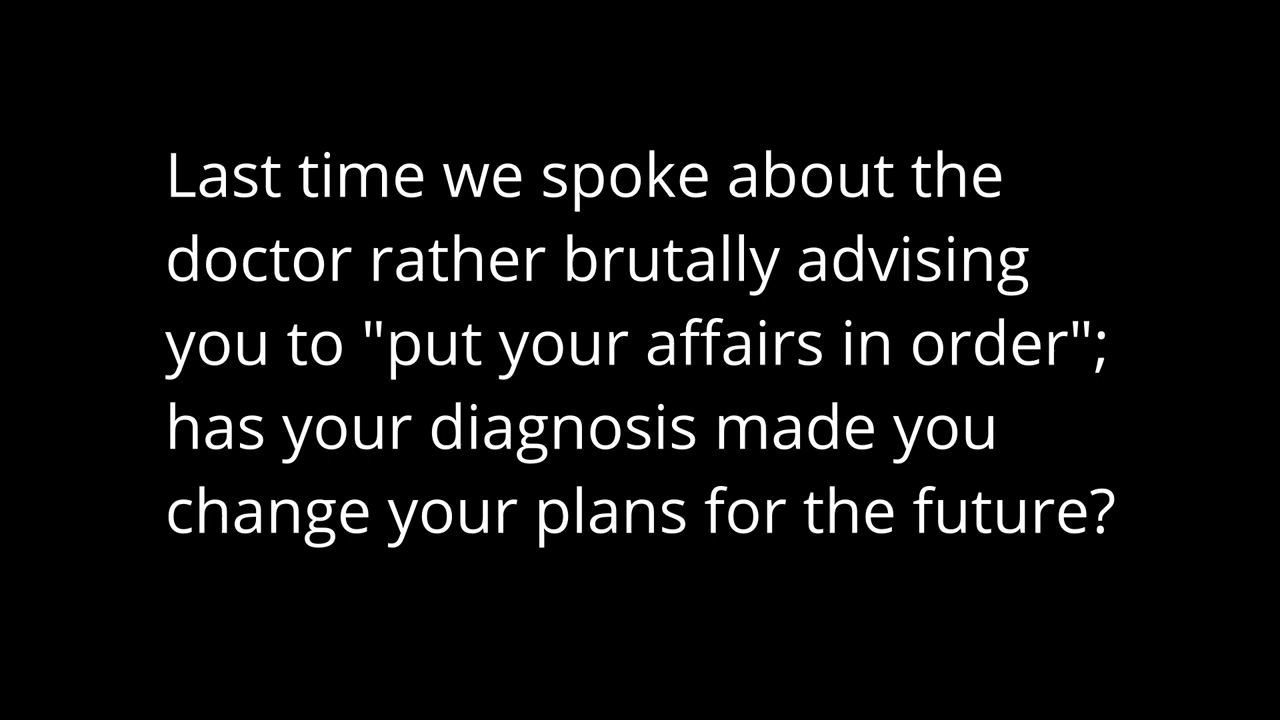 Last time we spoke about the
doctor rather brutally advising
you to "put your affairs in order";
has your diagnosis made you
change your plans for the future?